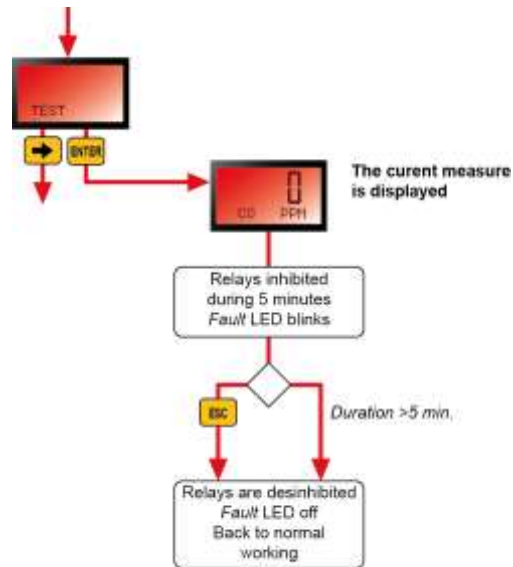 TEST
ENTER
0
CO PPM
The curent measure
is displayed
Relays inhibited
during 5 minutes
Fault LED blinks
ESC
Duration >5 min.
Relays are desinhibited
Fault LED off
Back to normal
working